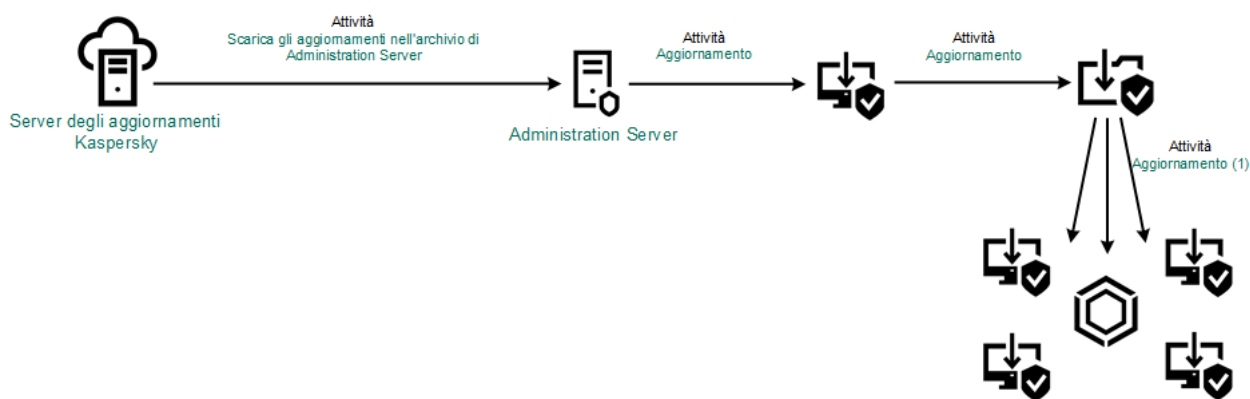 Attività
Scarica gli aggiornamenti nell'archivio di
Administration Server
Attività
Aggiornamento
Attività
Aggiornamento
Server degli aggiornamenti
Kaspersky
Administration Server
Attività
Aggiornamento (1)